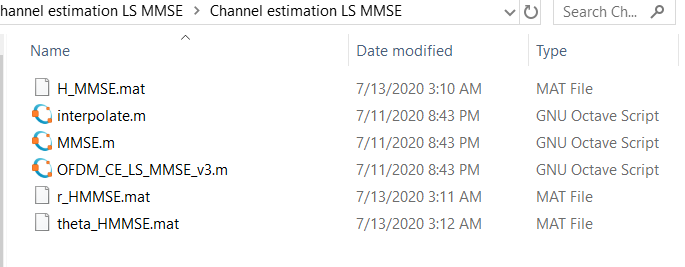 hannel estimation LS MMSE > Channel estimation LS MMSE Search Ch...
Name Date modified Type
H_MMSE.mat 7/13/2020 3:10 AM MAT File
interpolate.m 7/11/2020 8:43 PM GNU Octave Script
MMSE.m 7/11/2020 8:43 PM GNU Octave Script
OFDM_CE_LS_MMSE_v3.m 7/11/2020 8:43 PM GNU Octave Script
r_HMMSE.mat 7/13/2020 3:11 AM MAT File
theta_HMMSE.mat 7/13/2020 3:12 AM MAT File